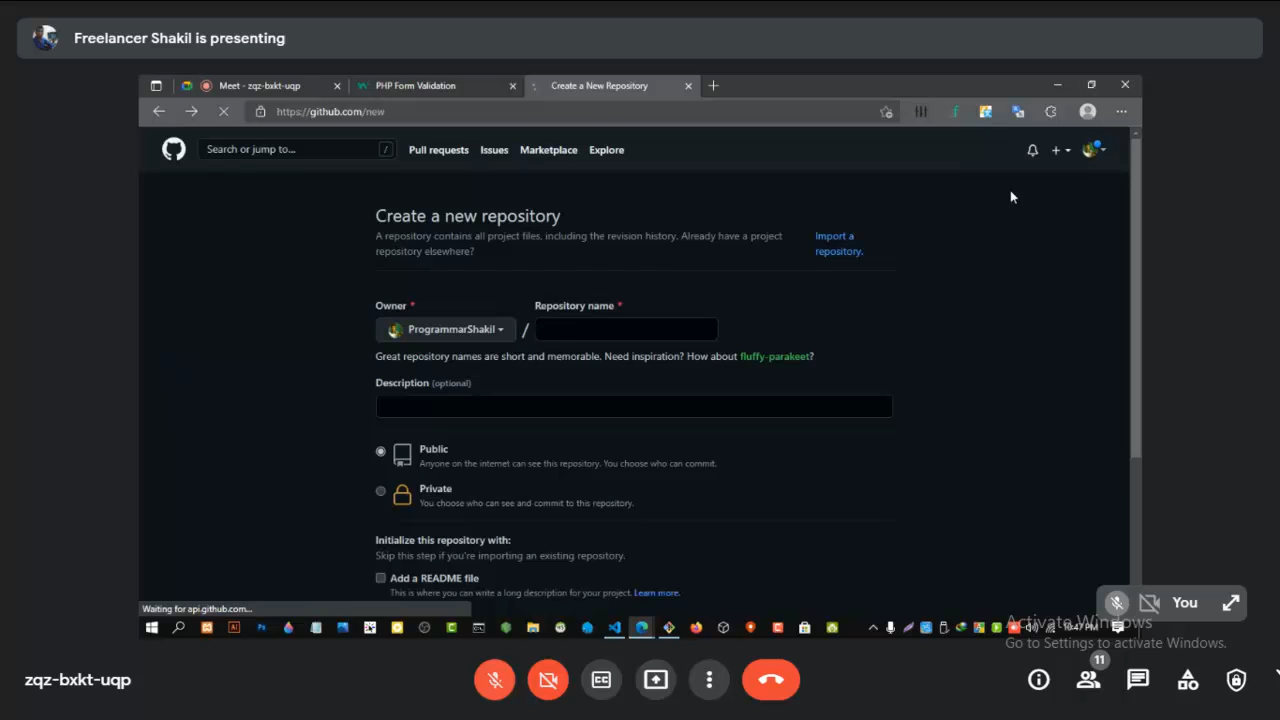 Freelancer Shakil is presenting
Meet - zqz-bxkt-uqp
PHP Form Validation
Create a New Repository
https://github.com/new
Search or jump to...
/
Pull requests
Issues
Marketplace
Explore
Create a new repository
A repository contains all project files, including the revision history. Already have a project
repository elsewhere?
Import a
repository.
Owner *
Repository name *
ProgrammarShakil
/
Great repository names are short and memorable. Need inspiration? How about fluffy-parakeet?
Description (optional)
Public
Anyone on the internet can see this repository. You choose who can commit.
Private
You choose who can see and commit to this repository.
Initialize this repository with:
Skip this step if you're importing an existing repository.
Add a README file
This is where you can write a long description for your project. Learn more.
Waiting for api.github.com...
You
Activate Windows
Go to Settings to activate Windows.
zqz-bxkt-uqp
11